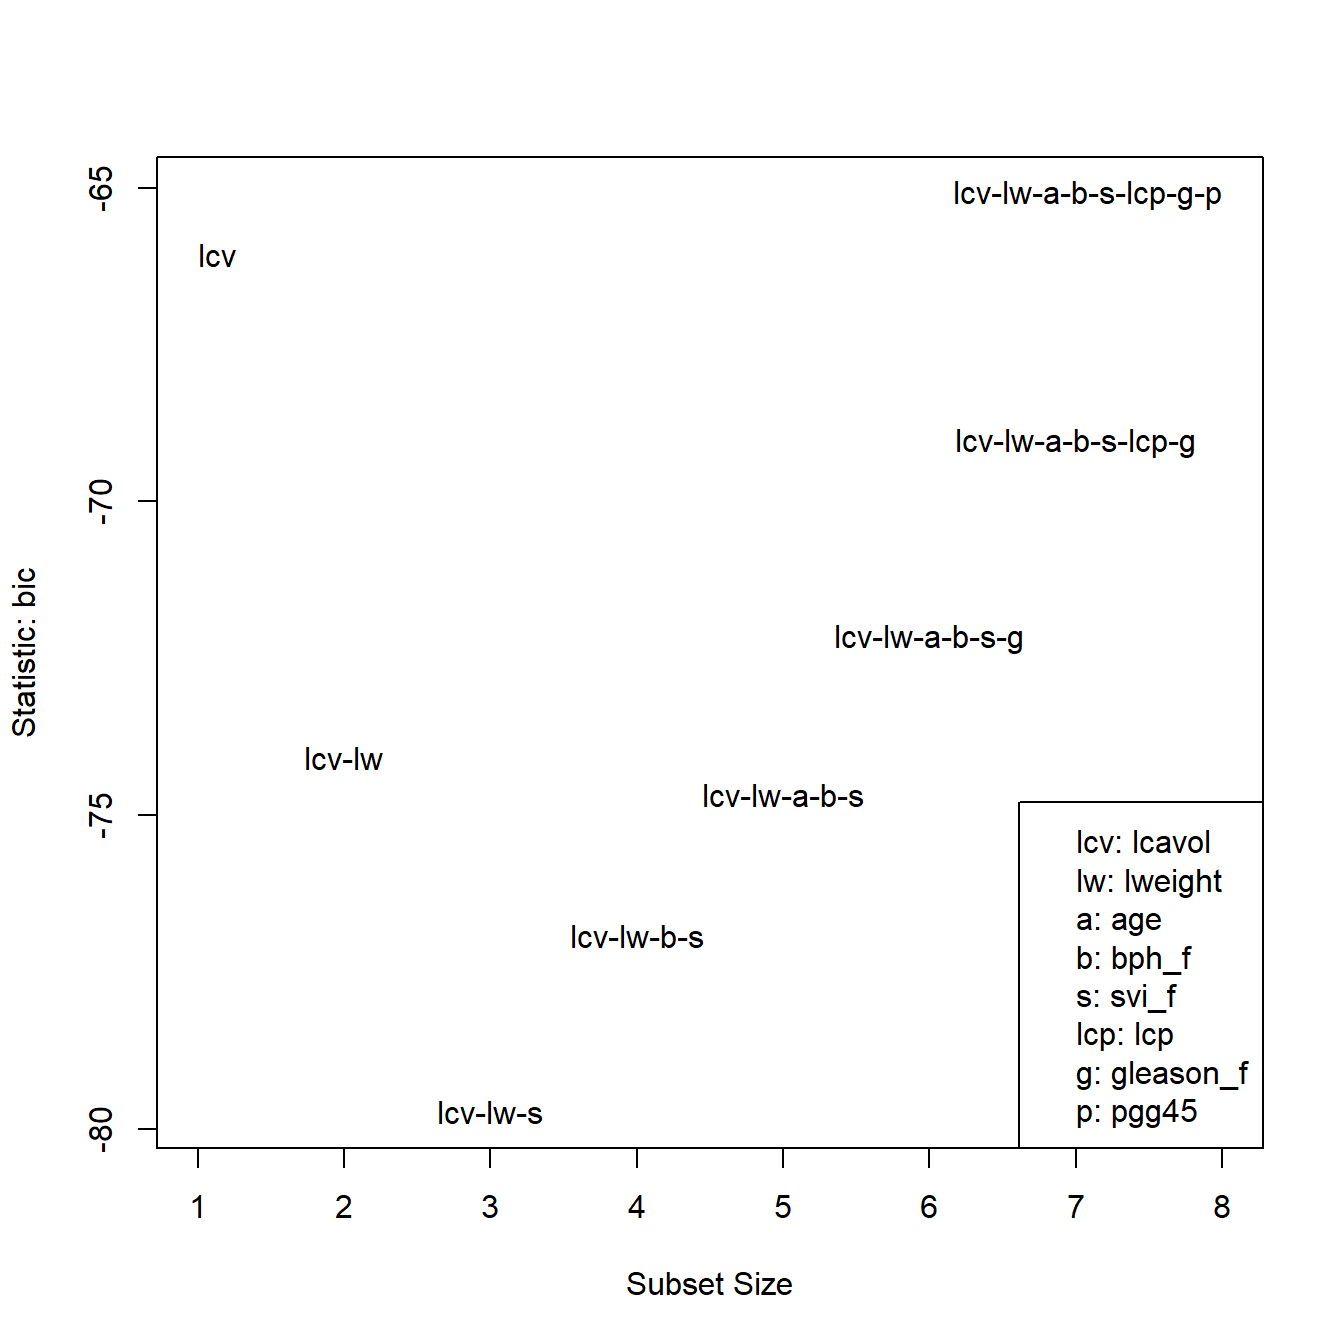 -65
lcv-lw-a-b-s-lcp-g-p
lcv
lcv-lw-a-b-s-lcp-g
-70
Statistic: bic
lcv-lw-a-b-s-g
lcv-lw
lcv-lw-a-b-s
-75
lcv: lcavol
lw: lweight
a: age
b: bph_f
s: svi_f
lcp: lcp
g: gleason_f
p: pgg45
lcv-lw-b-s
lcv-lw-s
-80
1 2 3 4 5 6 7 8
Subset Size